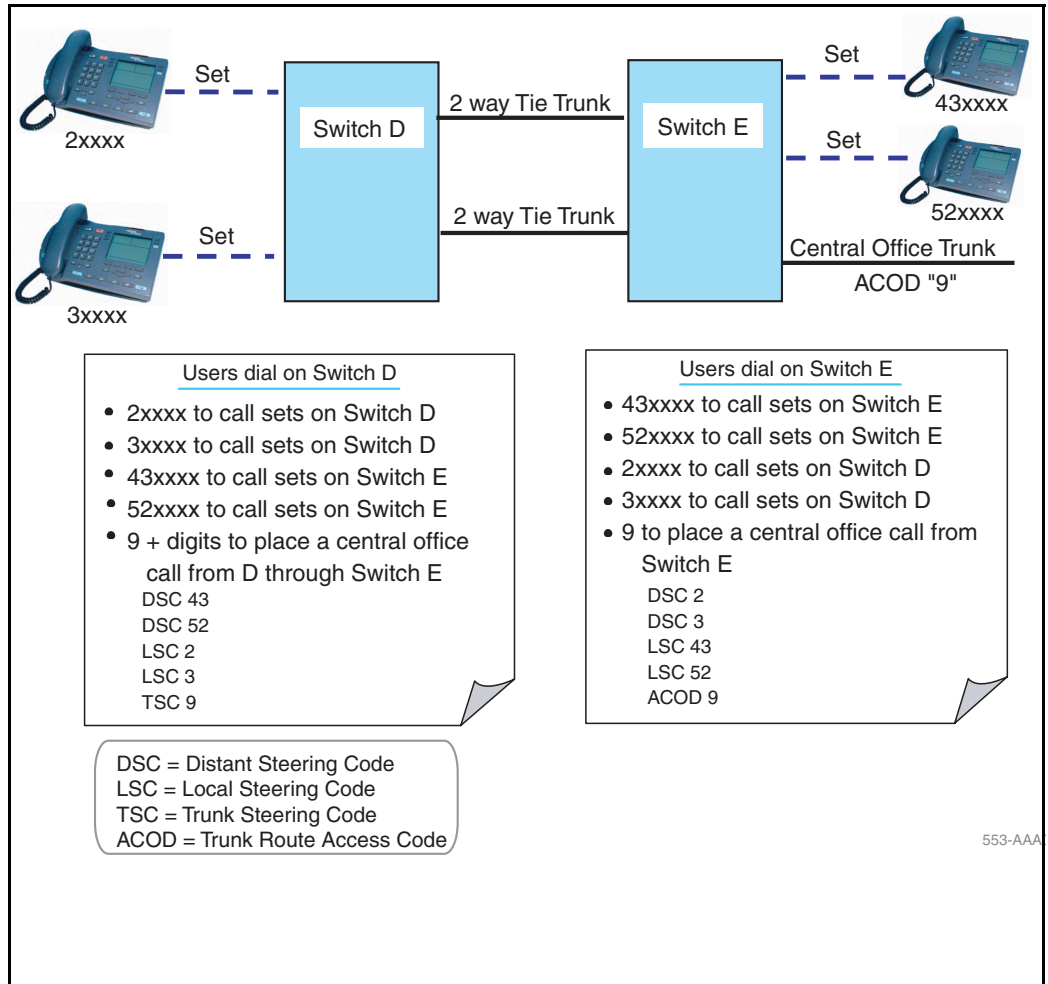 Set
2xxxx
Set
3xxxx
Switch D
2 way Tie Trunk
2 way Tie Trunk
Switch E
Set
43xxxx
Set
52xxxx
Central Office Trunk
ACOD "9"
Users dial on Switch D
• 2xxxx to call sets on Switch D
• 3xxxx to call sets on Switch D
• 43xxxx to call sets on Switch E
• 52xxxx to call sets on Switch E
• 9 + digits to place a central office
call from D through Switch E
DSC 43
DSC 52
LSC 2
LSC 3
TSC 9
Users dial on Switch E
• 43xxxx to call sets on Switch E
• 52xxxx to call sets on Switch E
• 2xxxx to call sets on Switch D
• 3xxxx to call sets on Switch D
• 9 to place a central office call from
Switch E
DSC 2
DSC 3
LSC 43
LSC 52
ACOD 9
DSC = Distant Steering Code
LSC = Local Steering Code
TSC = Trunk Steering Code
ACOD = Trunk Route Access Code